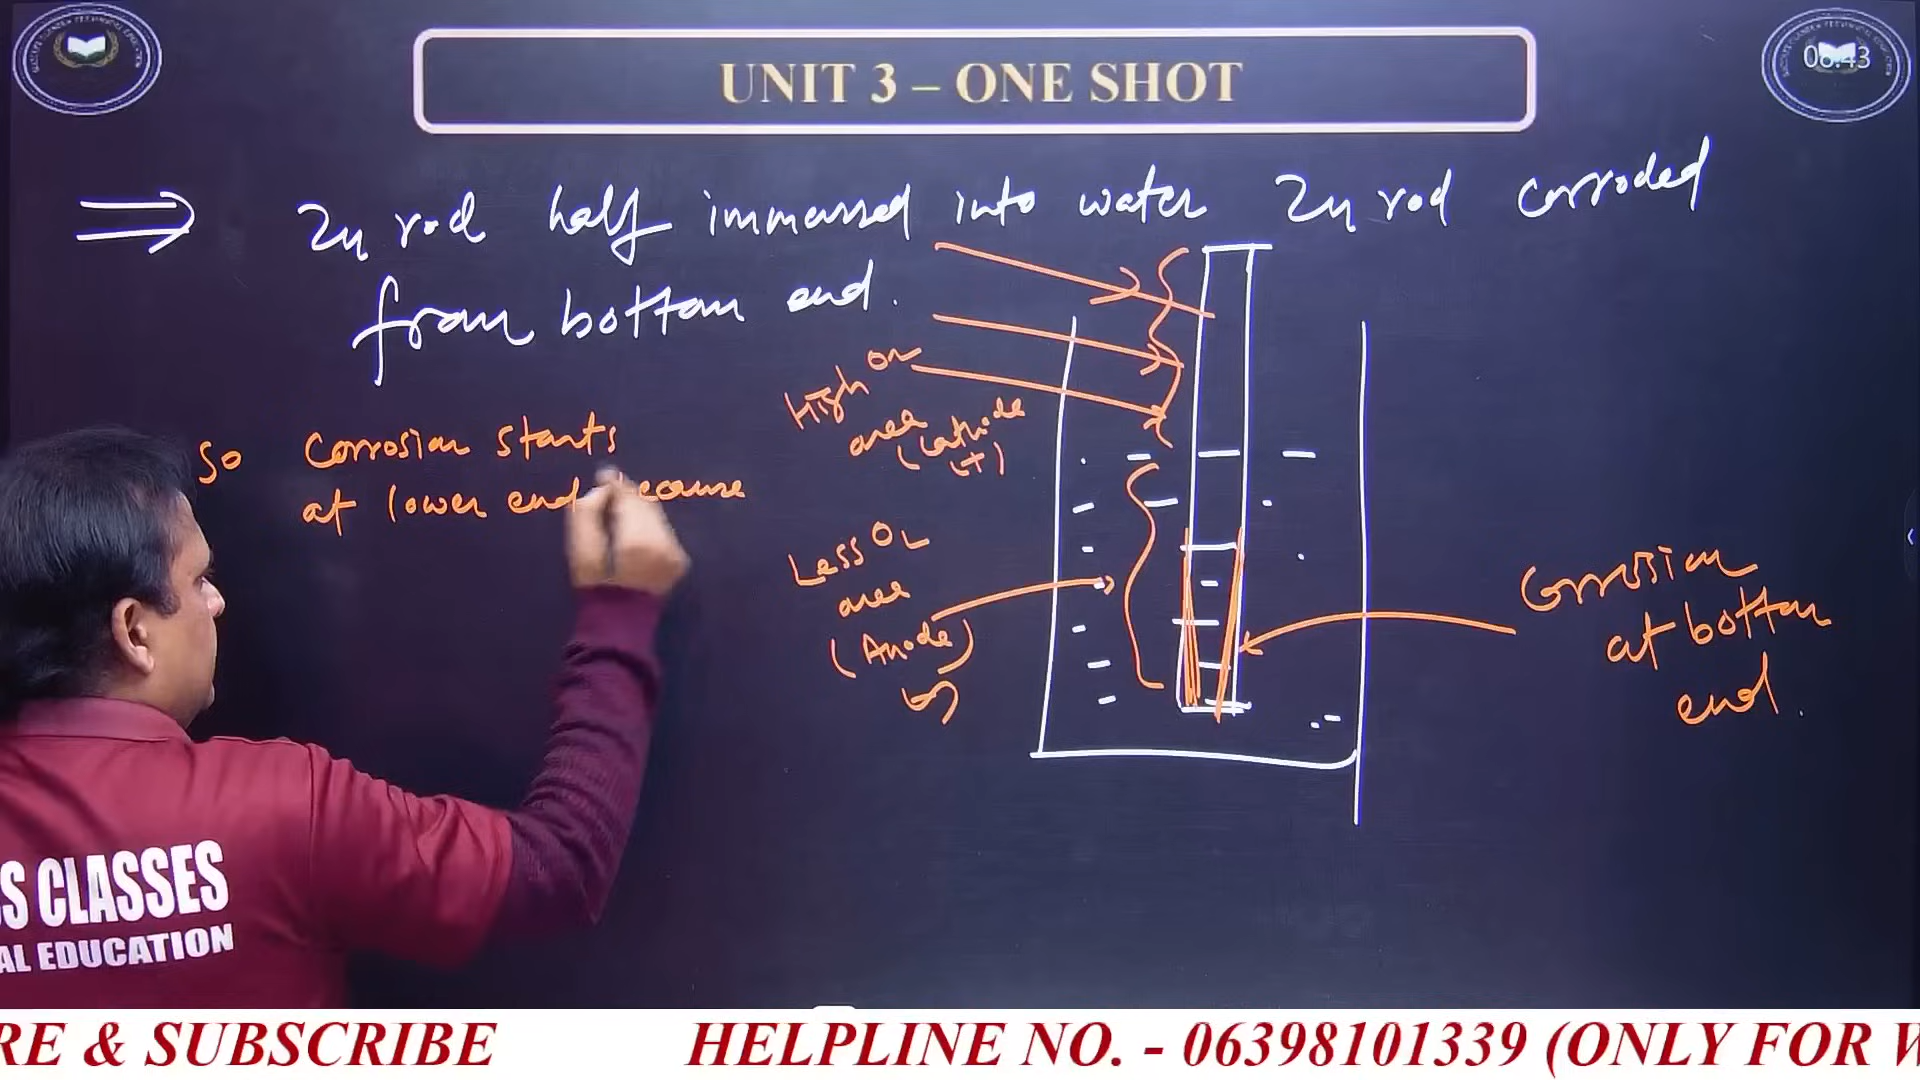 06:43
UNIT 3 – ONE SHOT
⇒ Zn rod half immersed into water Zn rod corroded
from bottom end.
High O2
area
(Cathode
(+)
So Corrosion starts
at lower end because
Less O2
area
(Anode)
(-)
Corrosion
at bottom
end.
S CLASSES
AL EDUCATION
RE & SUBSCRIBE HELPLINE NO. - 06398101339 (ONLY FOR W